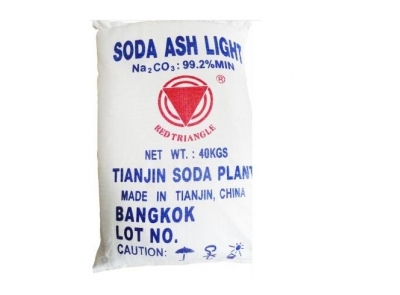 SODA ASH LIGHT
Na₂CO₃: 99.2%MIN
®
RED TRIANGLE
NET WT.: 40KGS
TIANJIN SODA PLANT
MADE IN TIANJIN, CHINA
BANGKOK
LOT NO.
CAUTION: